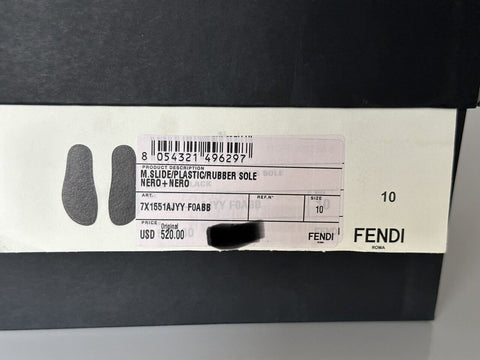 8 054321 496297
PRODUCT DESCRIPTION
M.SLIDE/PLASTIC/RUBBER SOLE
NERO+NERO
ART. REF.N° SIZE
7X1551AJYY F0ABB 10
PRICE: Original
USD 520.00
FENDI
10
FENDI
ROMA